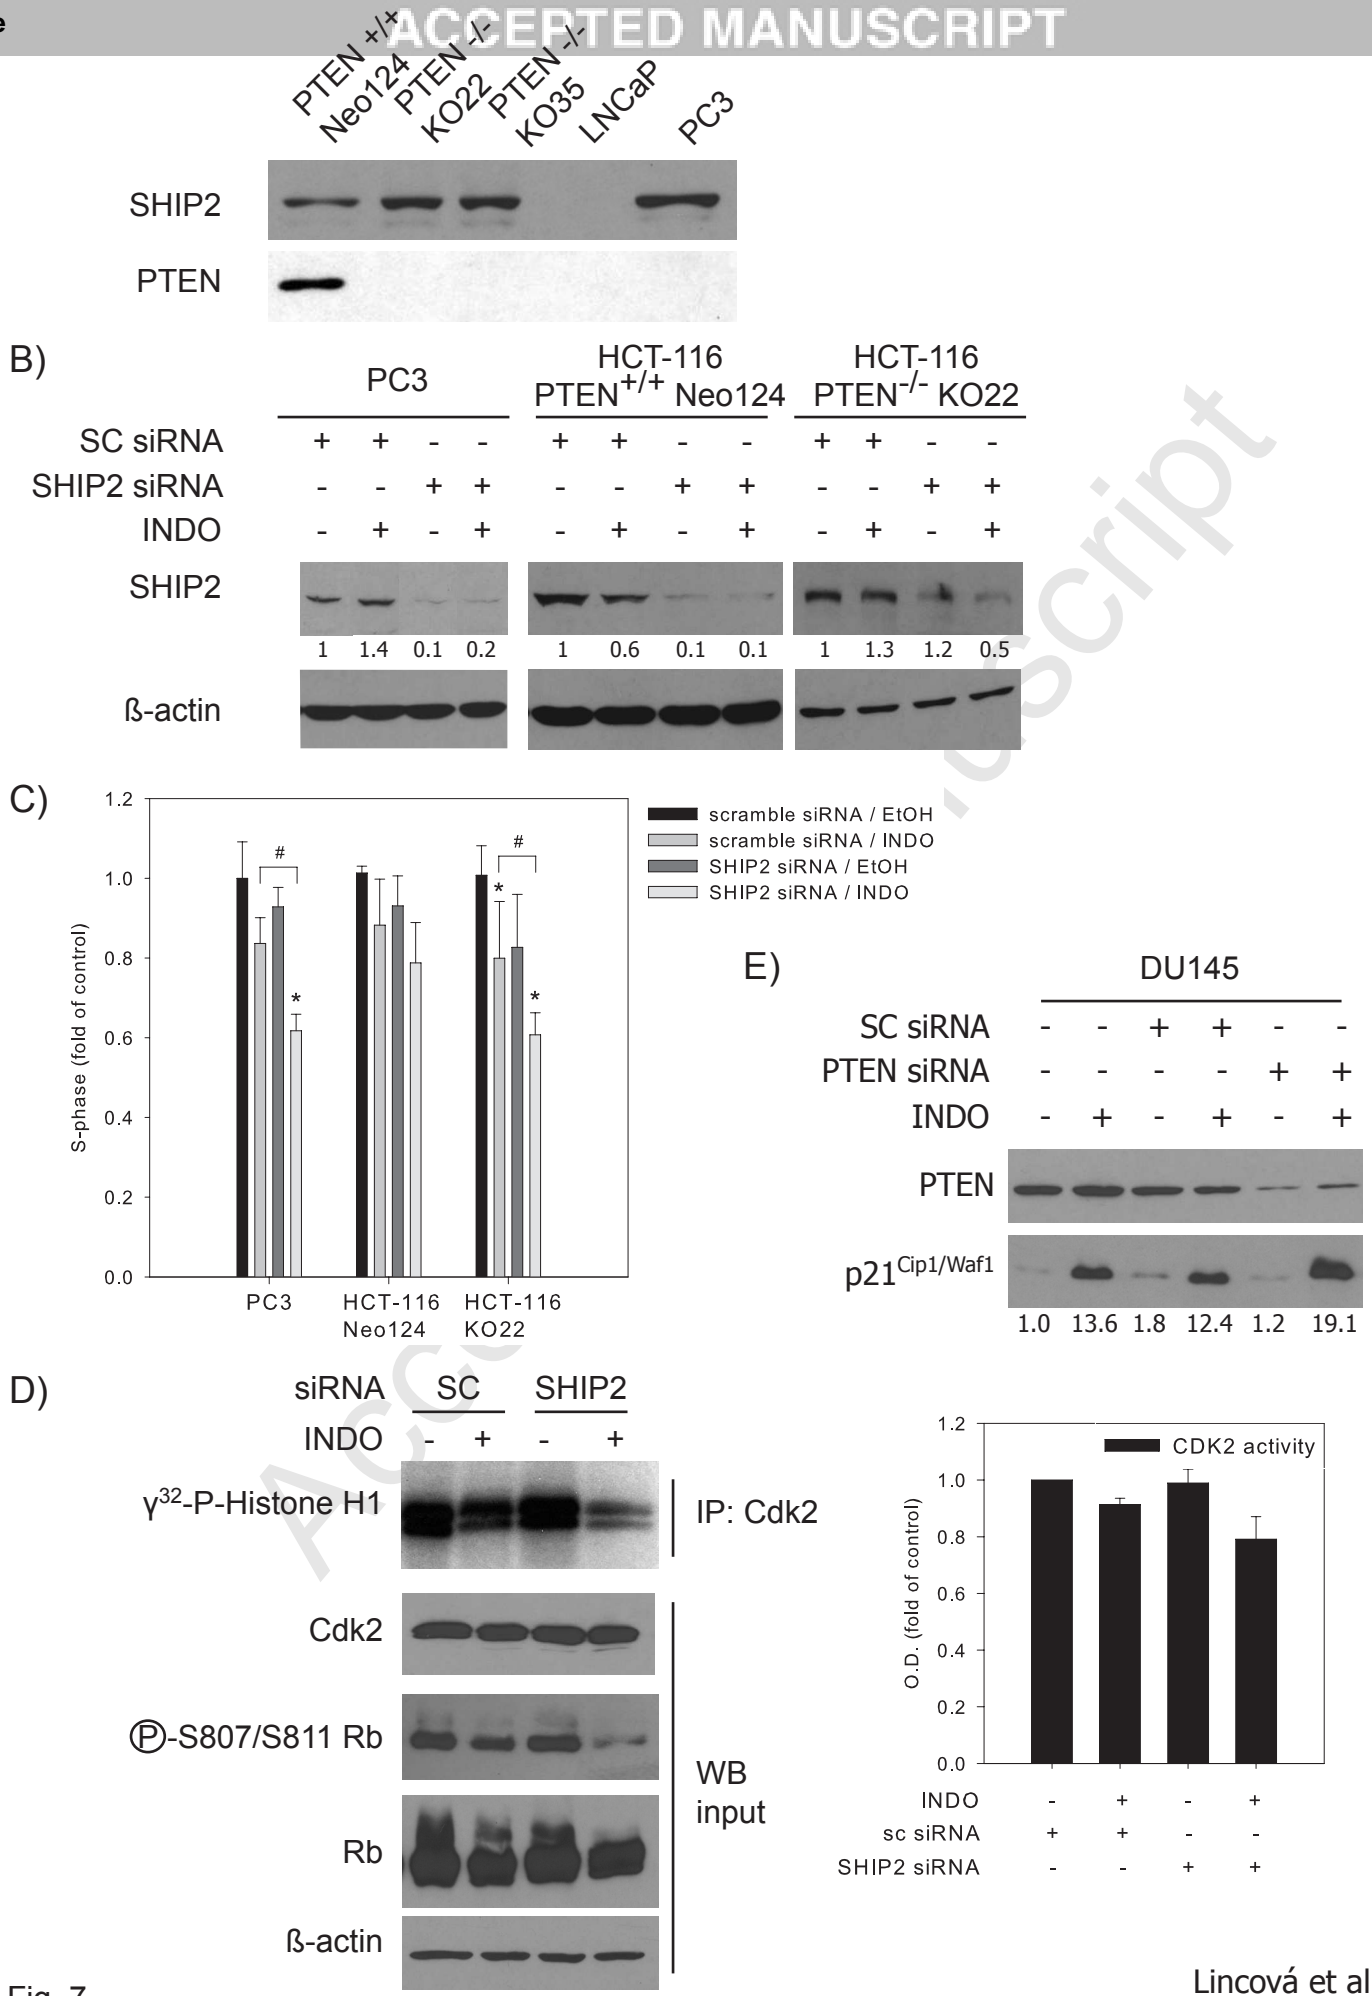 e
ACCEPTED MANUSCRIPT
PTEN +/+ Neo124
PTEN -/- KO22
PTEN -/- KO35
LNCaP
PC3
SHIP2
PTEN
B)
PC3
HCT-116
PTEN+/+ Neo124
HCT-116
PTEN-/- KO22
SC siRNA + + - - + + - - + + - -
SHIP2 siRNA - - + + - - + + - - + +
INDO - + - + - + - + - + - +
SHIP2
1 1.4 0.1 0.2 1 0.6 0.1 0.1 1 1.3 1.2 0.5
ß-actin
C)
1.2
1.0
0.8
0.6
0.4
0.2
0.0
S-phase (fold of control)
#
*
#
*
*
PC3
HCT-116
Neo124
HCT-116
KO22
scramble siRNA / EtOH
scramble siRNA / INDO
SHIP2 siRNA / EtOH
SHIP2 siRNA / INDO
E)
DU145
SC siRNA - - + + - -
PTEN siRNA - - - - + +
INDO - + - + - +
PTEN
p21Cip1/Waf1
1.0 13.6 1.8 12.4 1.2 19.1
D)
siRNA SC SHIP2
INDO - + - +
γ32-P-Histone H1
IP: Cdk2
Cdk2
Ⓟ-S807/S811 Rb
WB
input
Rb
ß-actin
1.2
1.0
0.8
0.6
0.4
0.2
0.0
O.D. (fold of control)
CDK2 activity
INDO - + - +
sc siRNA + + - -
SHIP2 siRNA - - + +
Fig. 7
Lincová et al
Acce
uscript